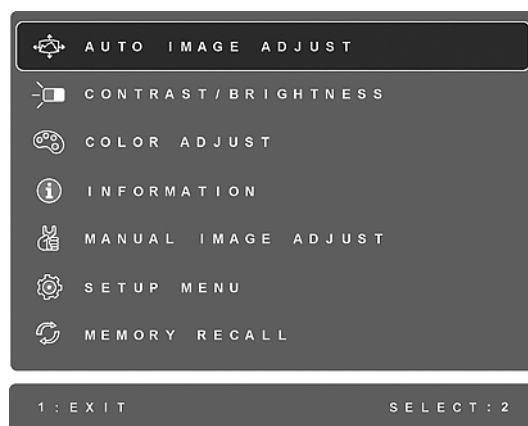 AUTO IMAGE ADJUST
CONTRAST/BRIGHTNESS
COLOR ADJUST
INFORMATION
MANUAL IMAGE ADJUST
SETUP MENU
MEMORY RECALL
1:EXIT SELECT:2